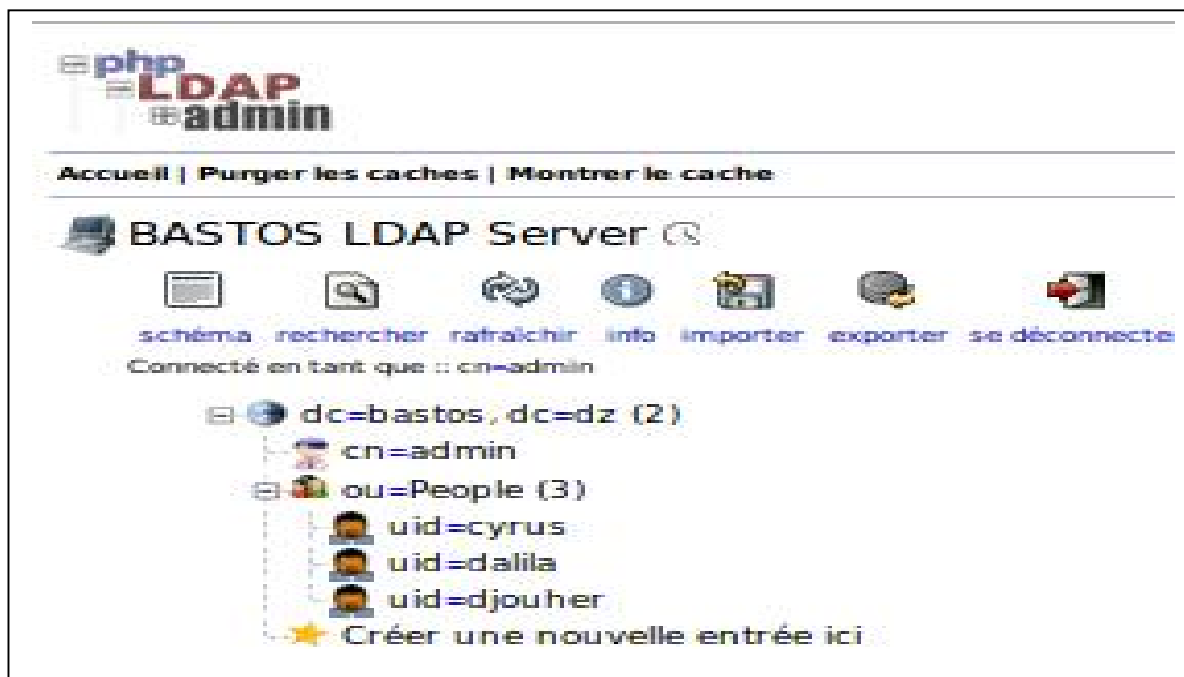 php
LDAP
admin
Accueil | Purger les caches | Montrer le cache
BASTOS LDAP Server
schéma rechercher rafraîchir info importer exporter se déconnecte
Connecté en tant que :: cn=admin
dc=bastos, dc=dz (2)
cn=admin
ou=People (3)
uid=cyrus
uid=dalila
uid=djouher
Créer une nouvelle entrée ici